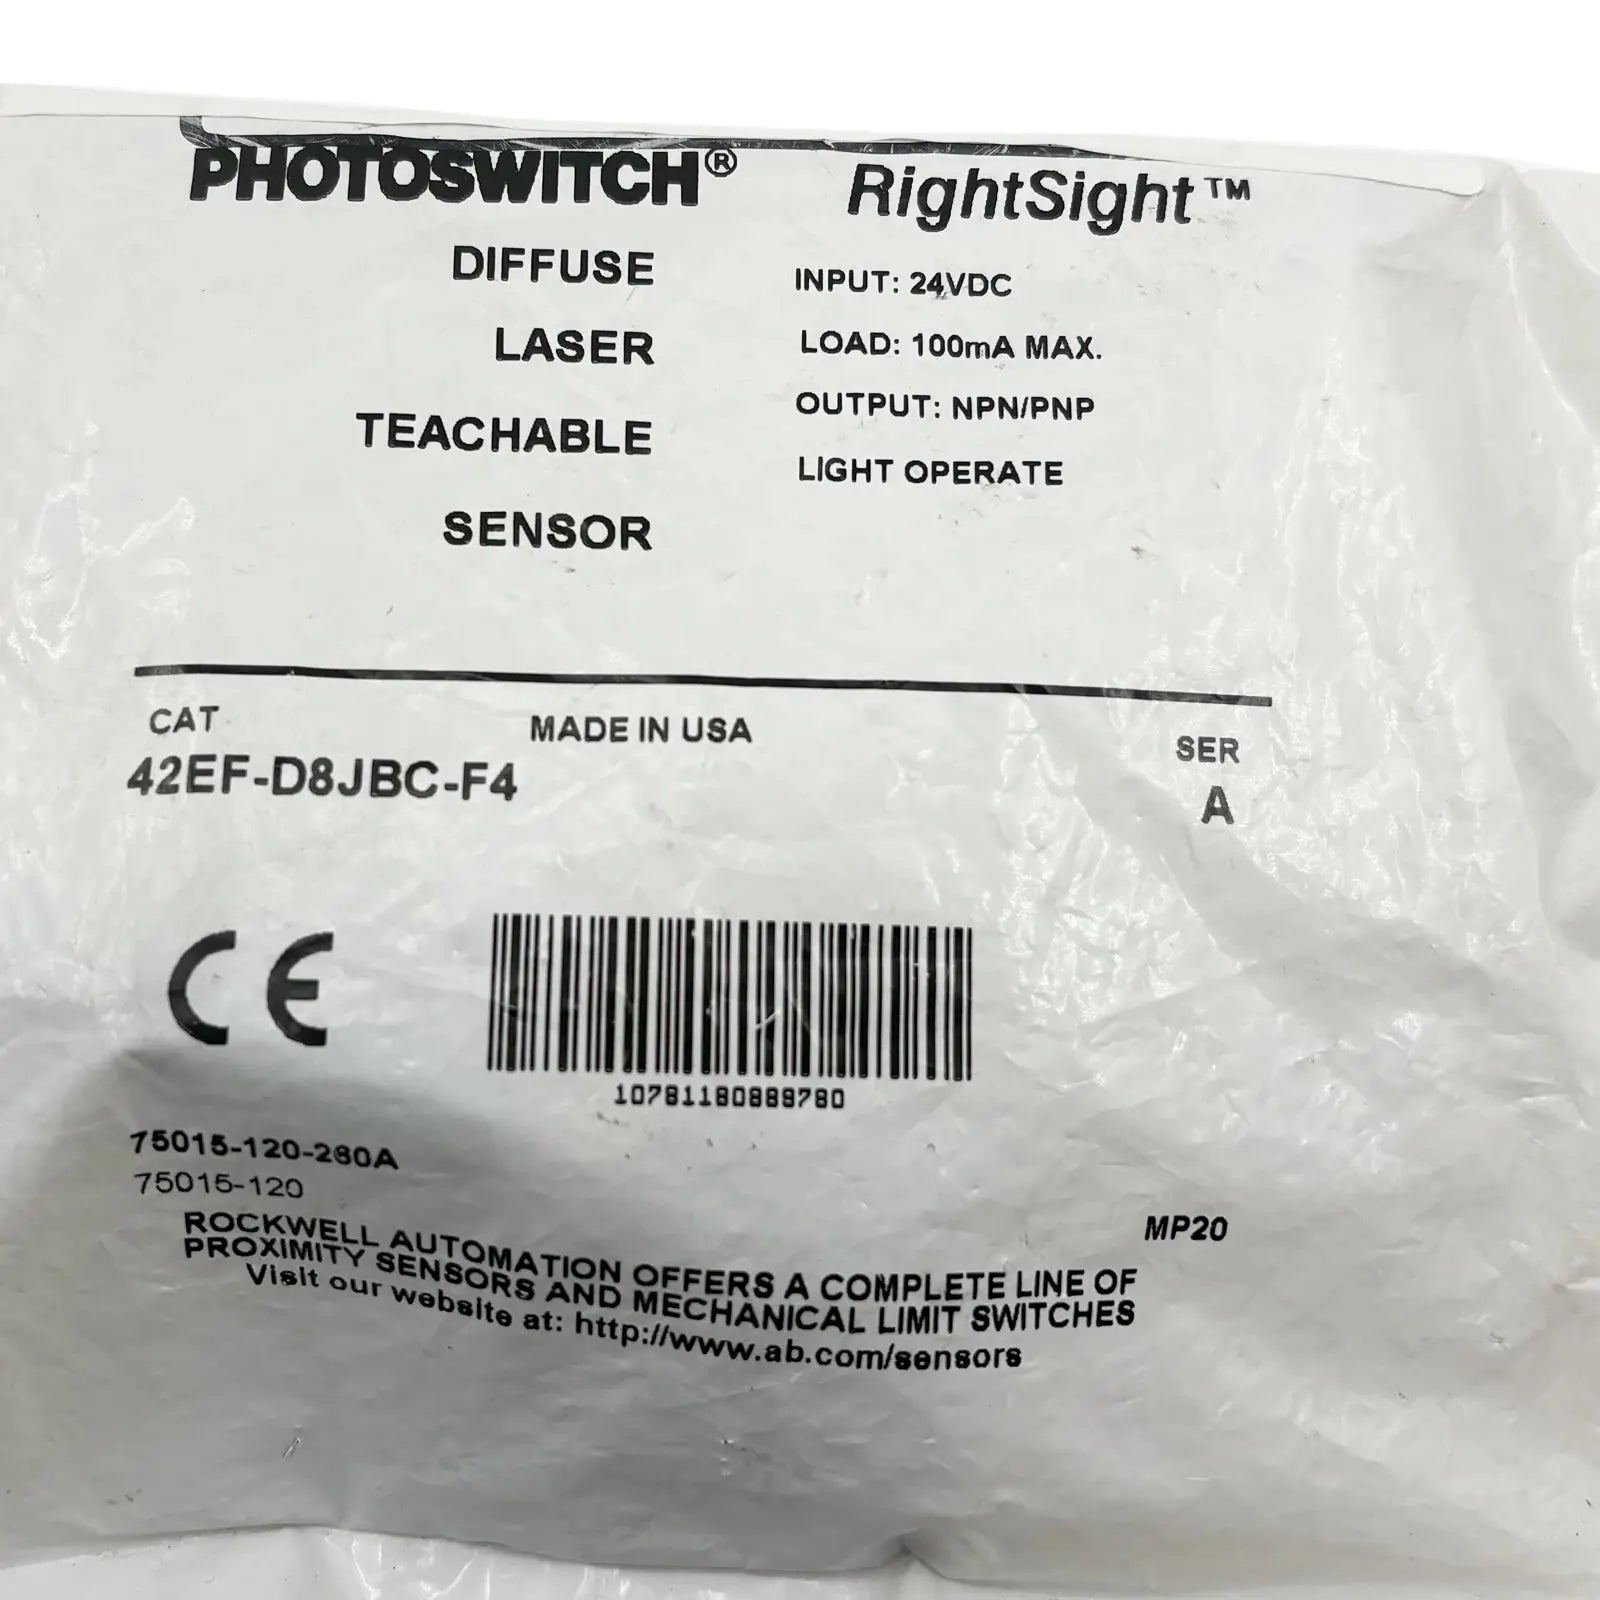 PHOTOSWITCH® RightSight™
DIFFUSE
LASER
TEACHABLE
SENSOR
INPUT: 24VDC
LOAD: 100mA MAX.
OUTPUT: NPN/PNP
LIGHT OPERATE
CAT MADE IN USA SER
42EF-D8JBC-F4 A
CE
10781180889780
75015-120-260A
75015-120
MP20
ROCKWELL AUTOMATION OFFERS A COMPLETE LINE OF
PROXIMITY SENSORS AND MECHANICAL LIMIT SWITCHES
Visit our website at: http://www.ab.com/sensors